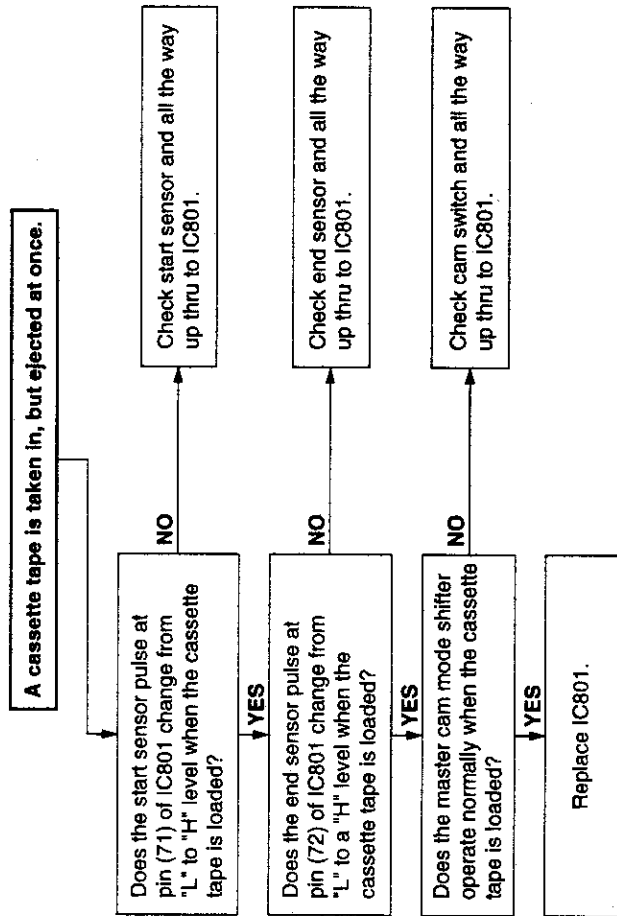 A cassette tape is taken in, but ejected at once.
Does the start sensor pulse at
pin (71) of IC801 change from
"L" to "H" level when the cassette
tape is loaded?
NO
Check start sensor and all the way
up thru to IC801.
YES
Does the end sensor pulse at
pin (72) of IC801 change from
"L" to a "H" level when the
cassette tape is loaded?
NO
Check end sensor and all the way
up thru to IC801.
YES
Does the master cam mode shifter
operate normally when the cassette
tape is loaded?
NO
Check cam switch and all the way
up thru to IC801.
YES
Replace IC801.